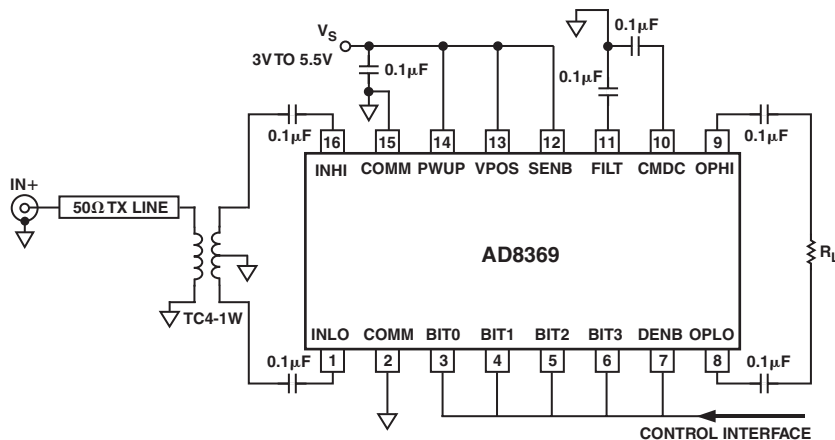 V_S
3V TO 5.5V
0.1μF
0.1μF
0.1μF
0.1μF
0.1μF
16 15 14 13 12 11 10 9
INHI COMM PWUP VPOS SENB FILT CMDC OPHI
IN+
50Ω TX LINE
AD8369
R_L
TC4-1W
INLO COMM BIT0 BIT1 BIT2 BIT3 DENB OPLO
1 2 3 4 5 6 7 8
0.1μF
0.1μF
CONTROL INTERFACE